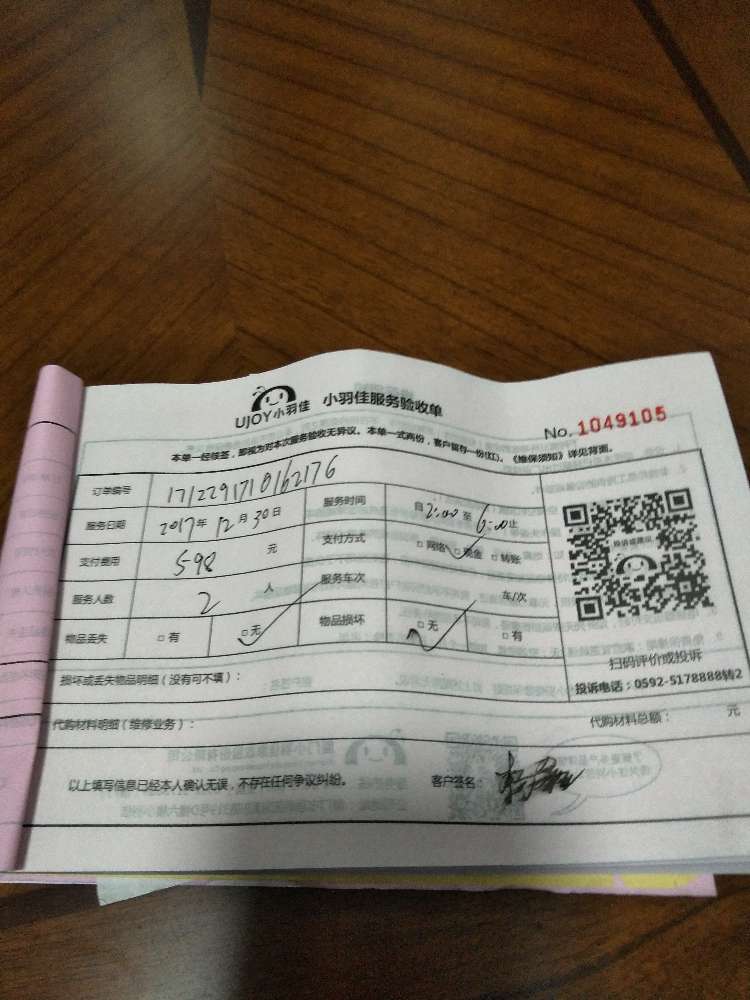 UJOY小羽佳 小羽佳服务验收单
No. 1049105
本单一经核签，即视为对本次服务验收无异议。本单一式两份，客户留存一份(红)。《维保须知》详见背面。
订单编号 1712291710162176
服务日期 2017年12月30日 服务时间 自2:00至6:00止
支付费用 598 元 支付方式 □网络 □现金 □转账
服务人数 2 人 服务车次 车/次
物品丢失 □有 □无 物品损坏 □无 □有
投诉或建议
扫码评价或投诉
投诉电话：0592-5178888转2
损坏或丢失物品明细（没有可不填）：
代购材料明细（维修业务）： 代购材料总额： 元
以上填写信息已经本人确认无误，不存在任何争议纠纷。 客户签名：